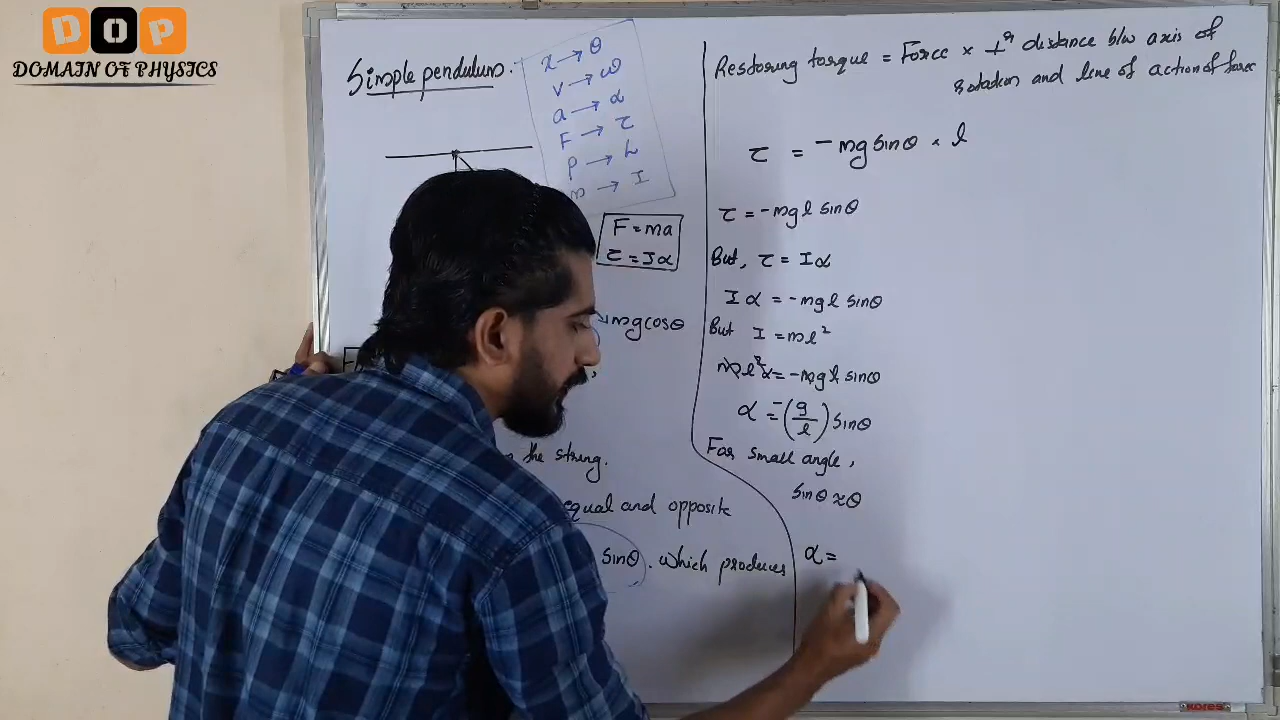 DOP
DOMAIN OF PHYSICS
Simple pendulum.
x → θ
v → ω
a → α
F → τ
p → L
m → I
F = ma
τ = Iα
mgcosθ
the string.
equal and opposite
sinθ. which produces
Restoring torque = Force × ⊥r distance b/w axis of
rotation and line of action of force
τ = -mg sinθ × l
τ = -mgl sinθ
But, τ = Iα
Iα = -mgl sinθ
But I = ml²
ml²α = -mgl sinθ
α = -(g/l) sinθ
For small angle,
sinθ ≈ θ
α =
KORES